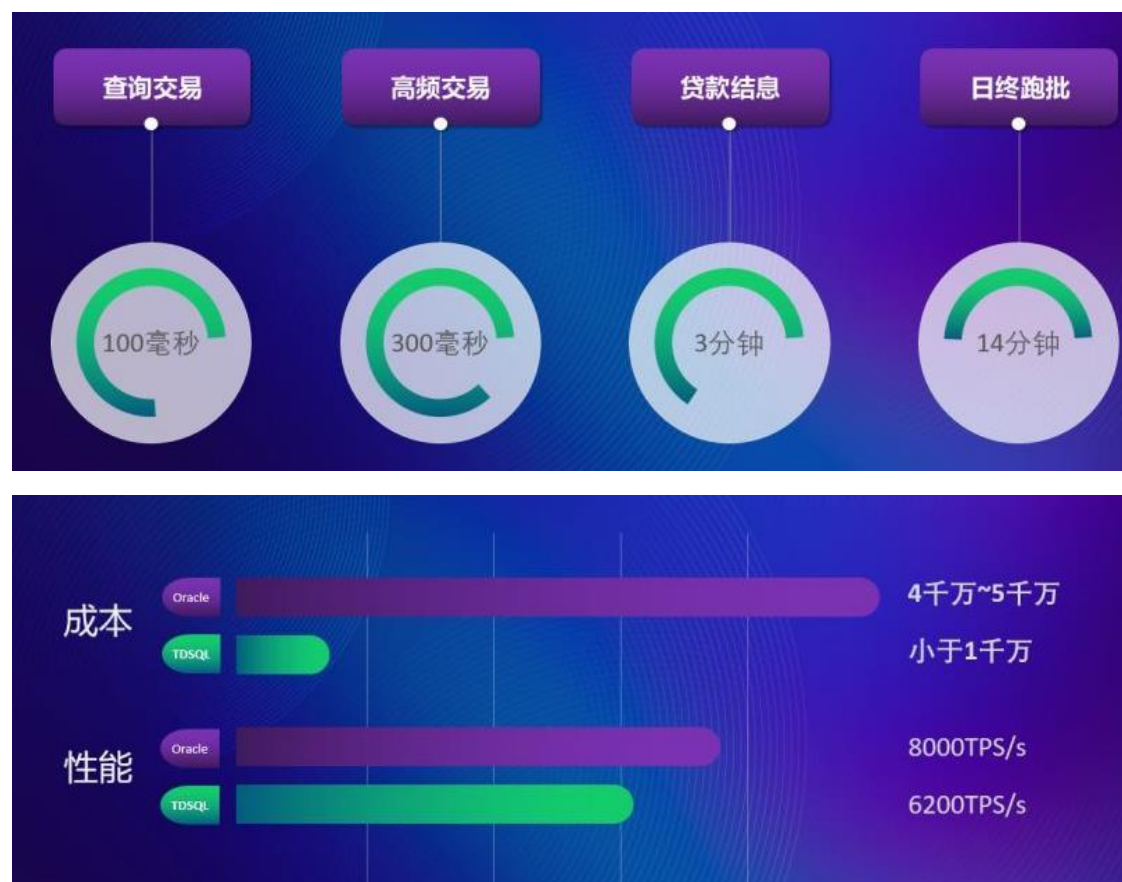 查询交易
高频交易
贷款结息
日终跑批
100毫秒
300毫秒
3分钟
14分钟
成本
Oracle
4千万~5千万
TDSQL
小于1千万
性能
Oracle
8000TPS/s
TDSQL
6200TPS/s